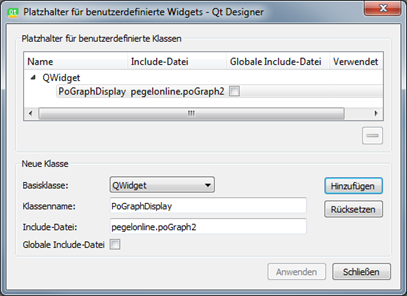 Platzhalter für benutzerdefinierte Widgets - Qt Designer
Platzhalter für benutzerdefinierte Klassen
Name Include-Datei Globale Include-Datei Verwendet
QWidget
PoGraphDisplay pegelonline.poGraph2
Neue Klasse
Basisklasse: QWidget Hinzufügen
Klassenname: PoGraphDisplay Rücksetzen
Include-Datei: pegelonline.poGraph2
Globale Include-Datei
Anwenden Schließen